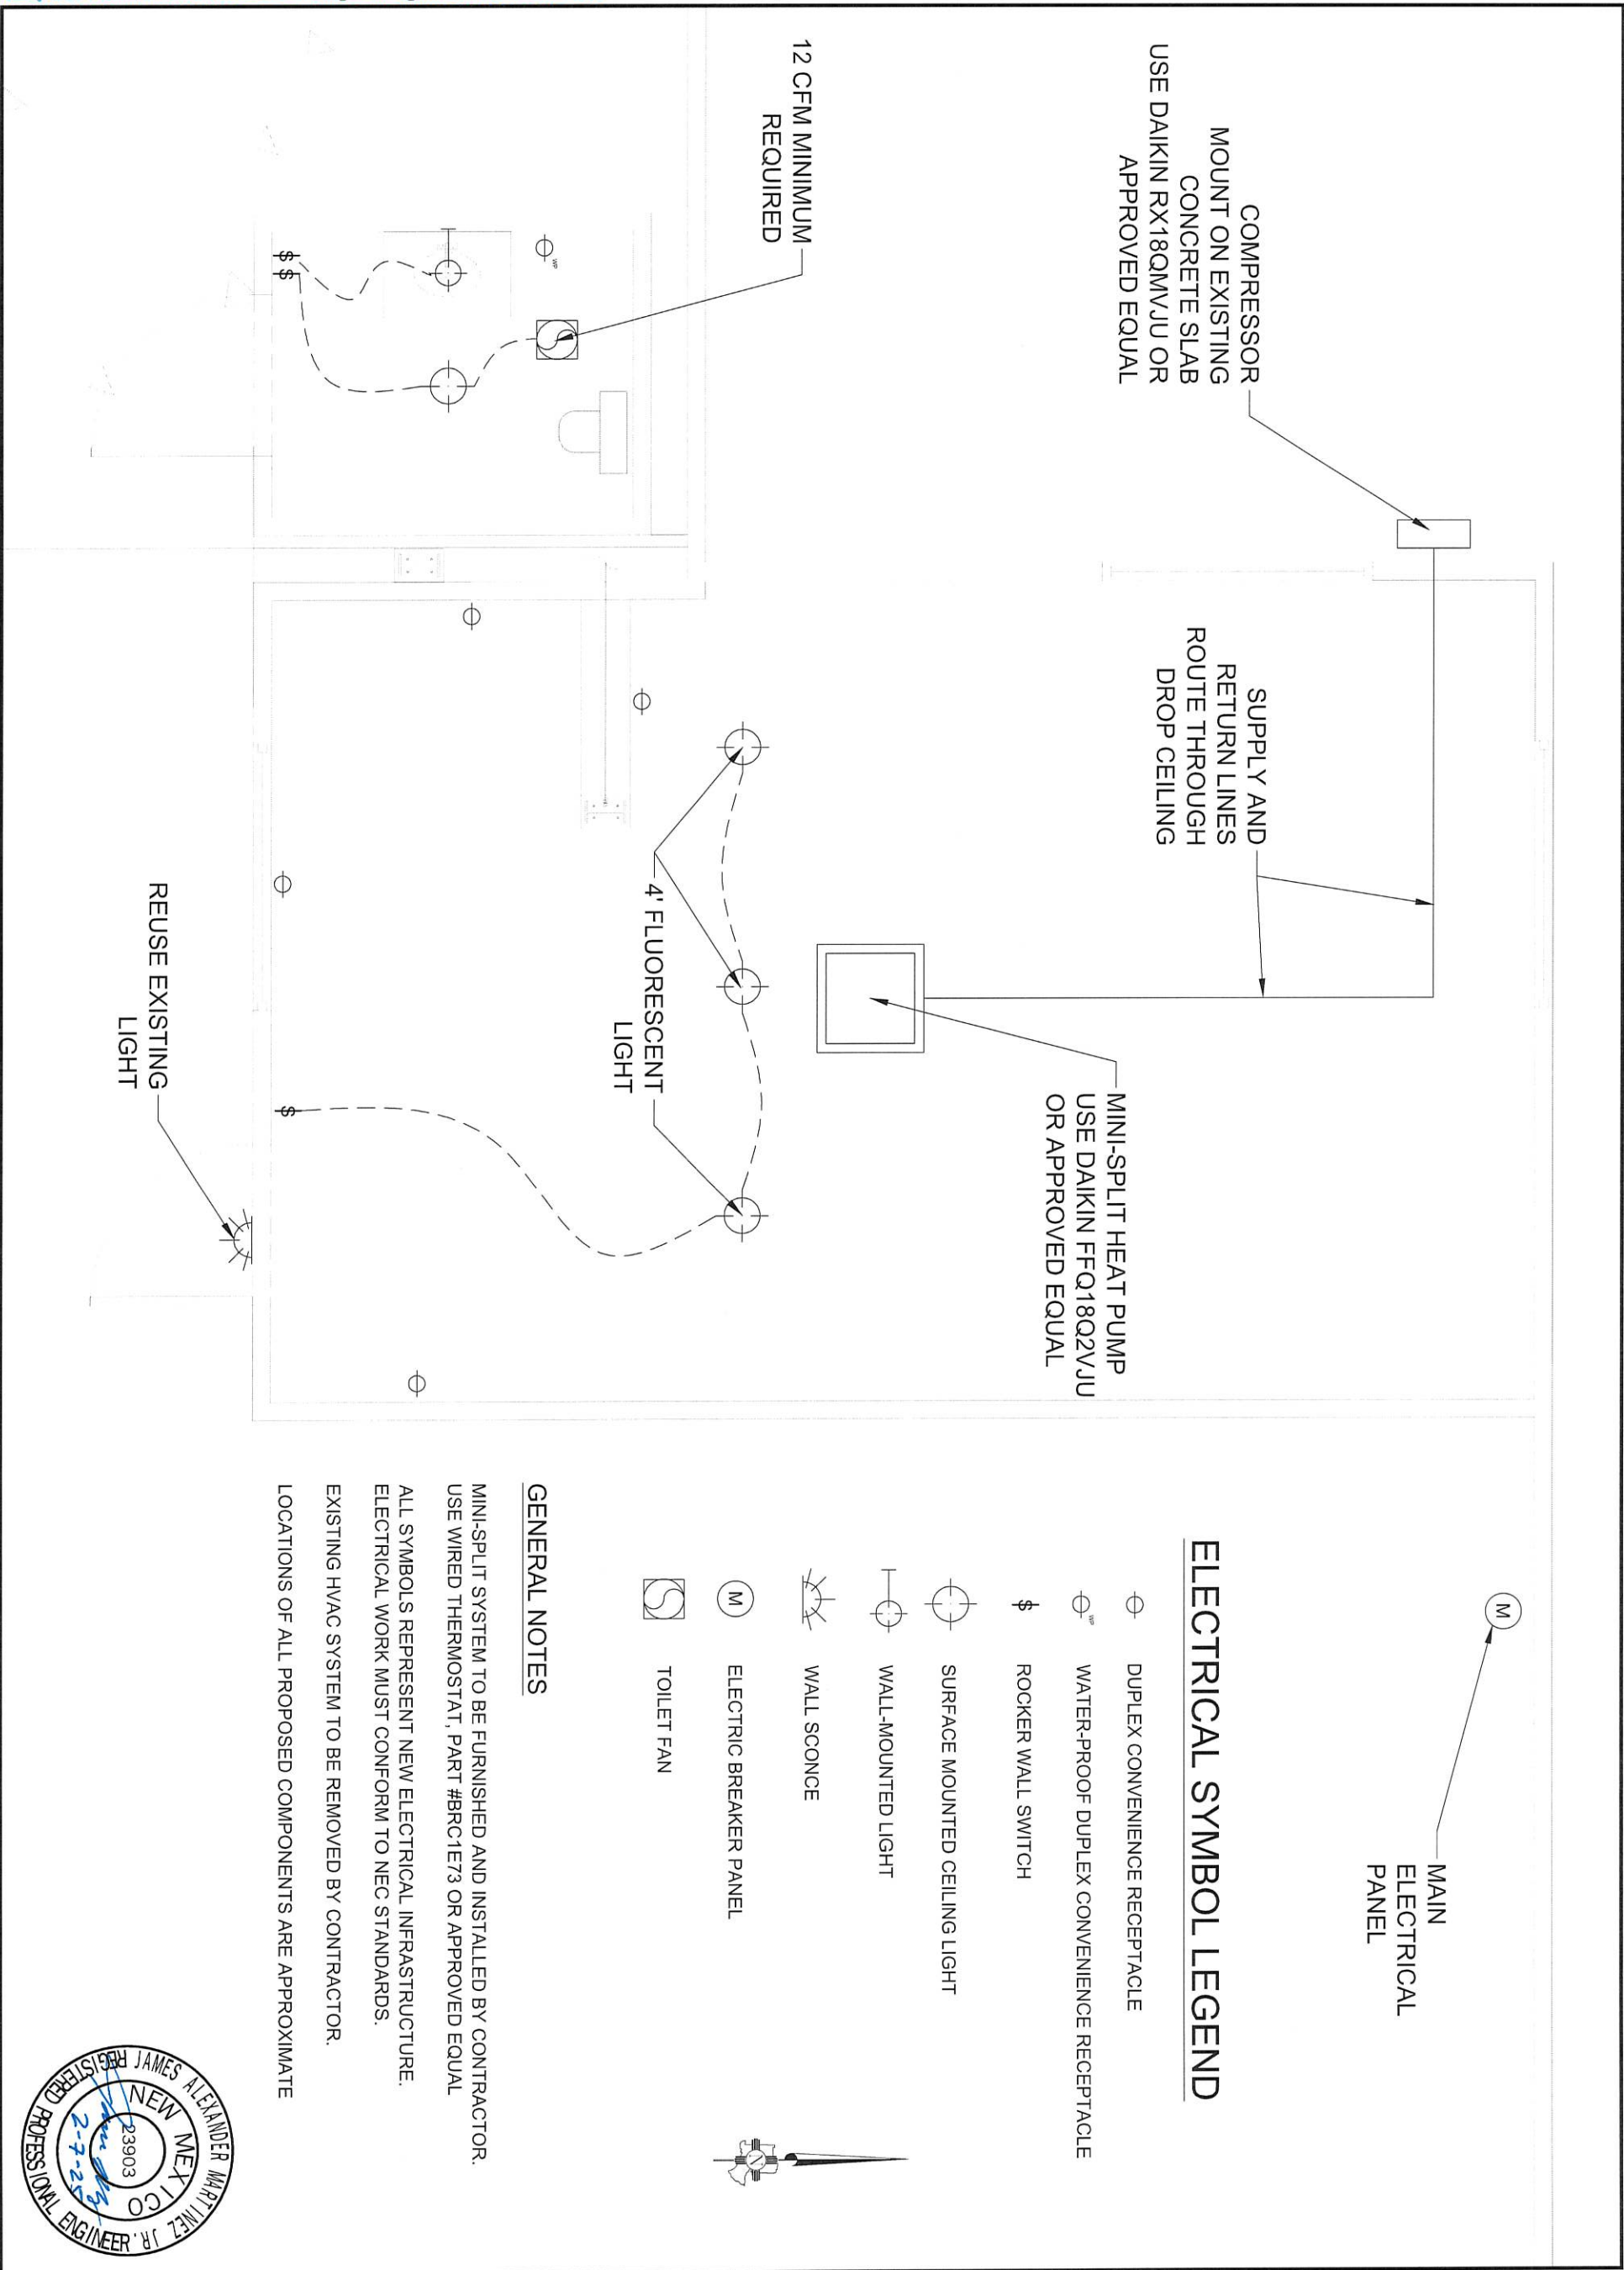 COMPRESSOR
MOUNT ON EXISTING
CONCRETE SLAB
USE DAIKIN RX18QMVJU OR
APPROVED EQUAL
12 CFM MINIMUM
REQUIRED
SUPPLY AND
RETURN LINES
ROUTE THROUGH
DROP CEILING
MINI-SPLIT HEAT PUMP
USE DAIKIN FFQ18Q2VJU
OR APPROVED EQUAL
4' FLUORESCENT
LIGHT
REUSE EXISTING
LIGHT
WP
$
$
$
M
MAIN
ELECTRICAL
PANEL
ELECTRICAL SYMBOL LEGEND
DUPLEX CONVENIENCE RECEPTACLE
WP
WATER-PROOF DUPLEX CONVENIENCE RECEPTACLE
$
ROCKER WALL SWITCH
SURFACE MOUNTED CEILING LIGHT
WALL-MOUNTED LIGHT
WALL SCONCE
M
ELECTRIC BREAKER PANEL
TOILET FAN
N
GENERAL NOTES
MINI-SPLIT SYSTEM TO BE FURNISHED AND INSTALLED BY CONTRACTOR.
USE WIRED THERMOSTAT, PART #BRC1E73 OR APPROVED EQUAL
ALL SYMBOLS REPRESENT NEW ELECTRICAL INFRASTRUCTURE.
ELECTRICAL WORK MUST CONFORM TO NEC STANDARDS.
EXISTING HVAC SYSTEM TO BE REMOVED BY CONTRACTOR.
LOCATIONS OF ALL PROPOSED COMPONENTS ARE APPROXIMATE
JAMES ALEXANDER MARTINEZ JR.
NEW MEXICO
23903
REGISTERED PROFESSIONAL ENGINEER